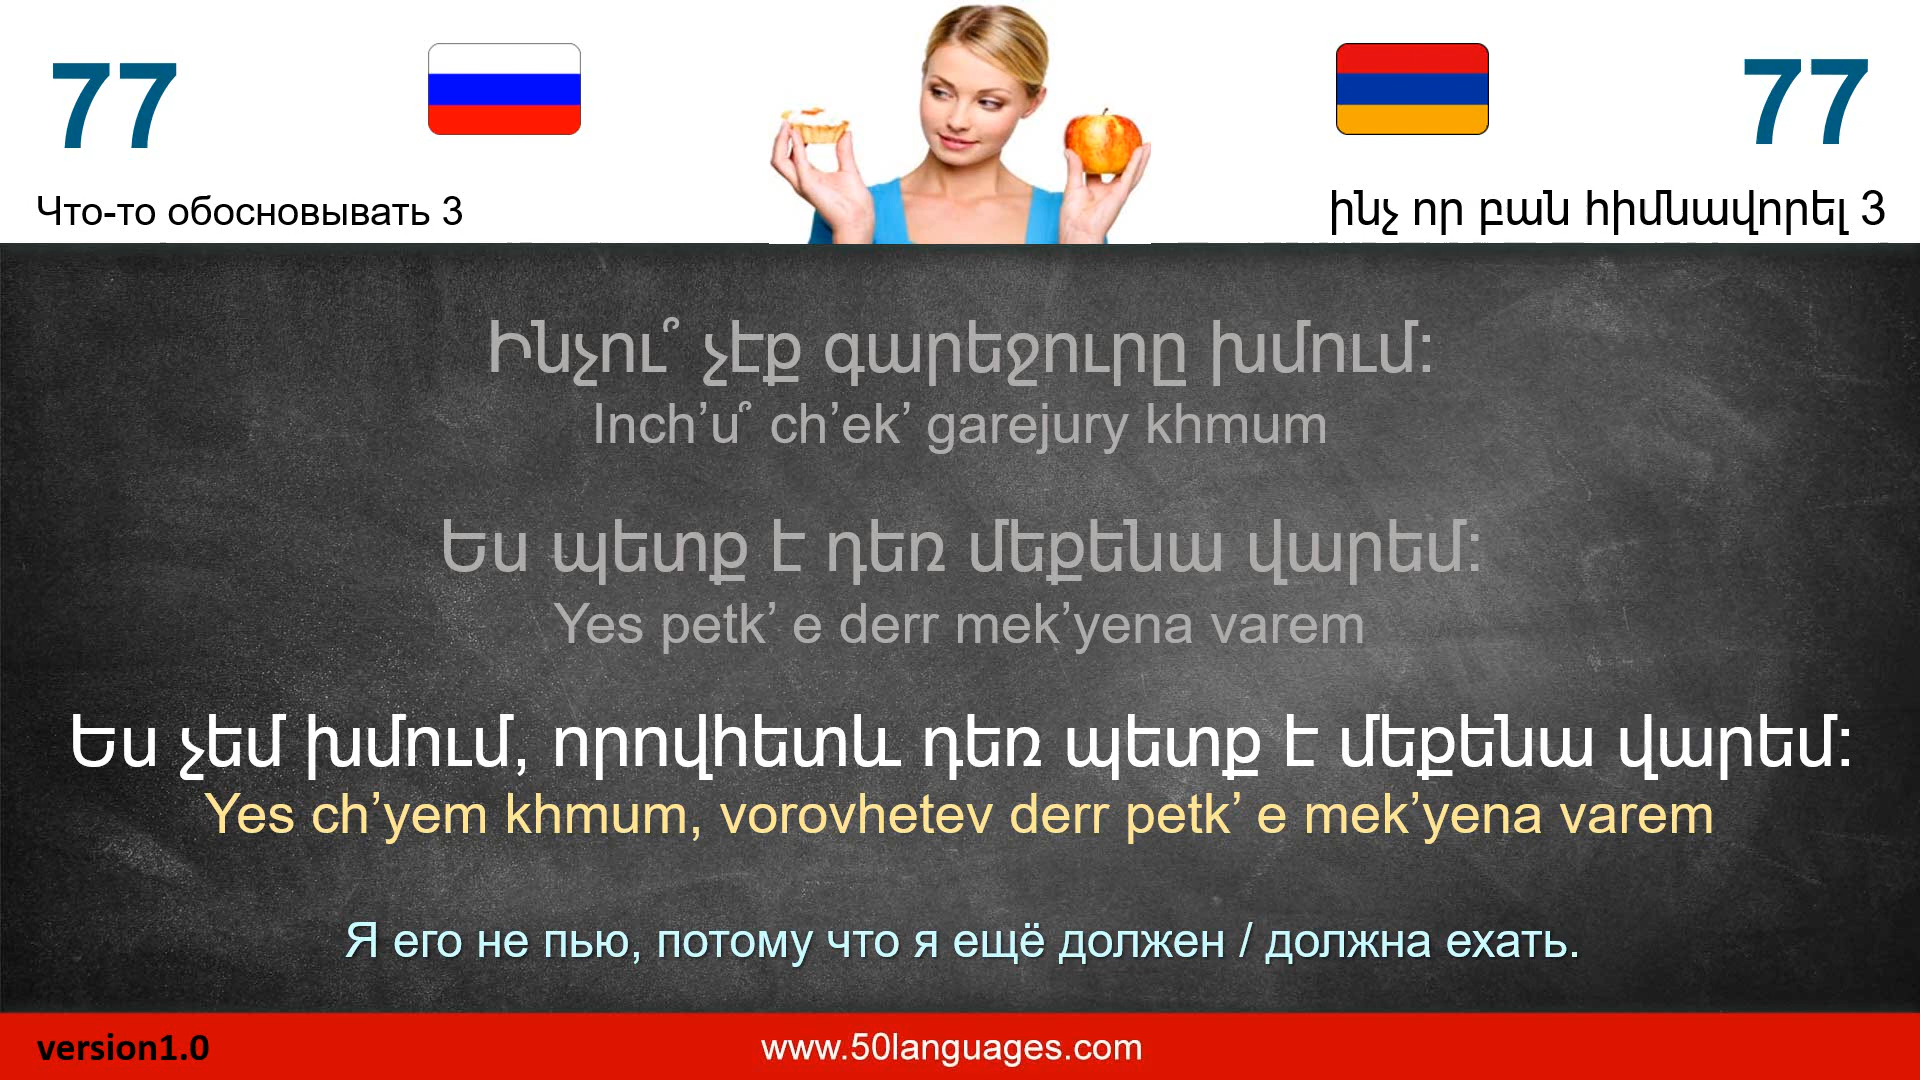 77
77
Что-то обосновывать 3
ինչ որ բան հիմնավորել 3
Ինչու՞ չէք գարեջուրը խմում:
Inch’u՞ ch’ek’ garejury khmum
Ես պետք է դեռ մեքենա վարեմ:
Yes petk’ e derr mek’yena varem
Ես չեմ խմում, որովհետև դեռ պետք է մեքենա վարեմ:
Yes ch’yem khmum, vorovhetev derr petk’ e mek’yena varem
Я его не пью, потому что я ещё должен / должна ехать.
version1.0
www.50languages.com